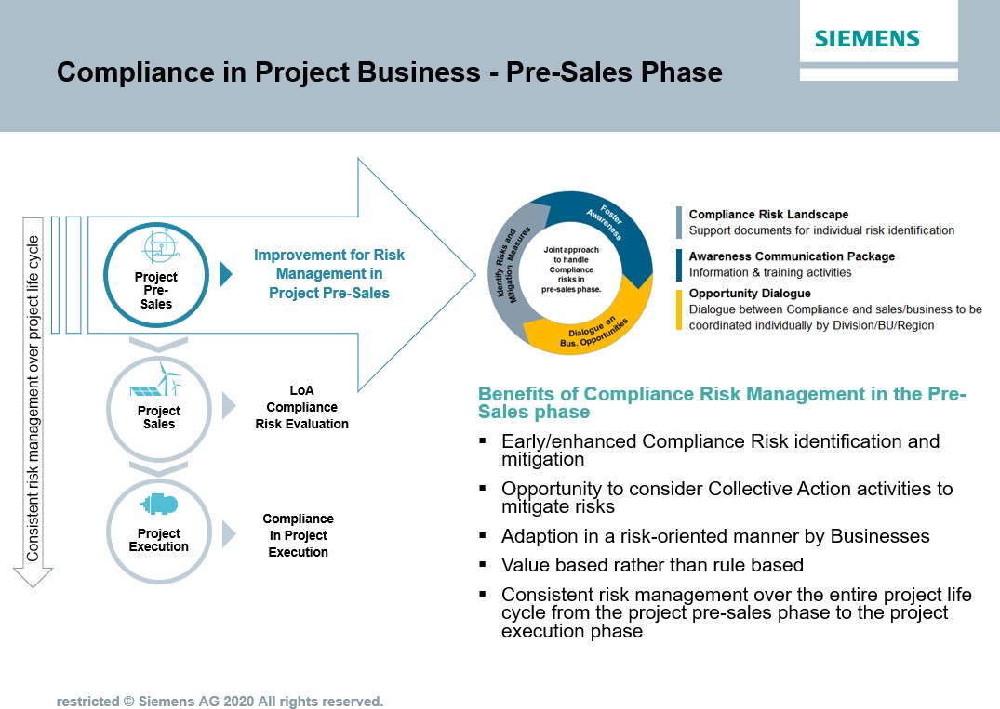 SIEMENS
Compliance in Project Business - Pre-Sales Phase
Consistent risk management over project life cycle
Project
Pre-
Sales
Improvement for Risk
Management in
Project Pre-Sales
Project
Sales
LoA
Compliance
Risk Evaluation
Project
Execution
Compliance
in Project
Execution
Identify Risks and
Mitigation Measures
Foster
Awareness
Dialogue on
Bus. Opportunities
Joint approach
to handle
Compliance
risks in
pre-sales phase.
Compliance Risk Landscape
Support documents for individual risk identification
Awareness Communication Package
Information & training activities
Opportunity Dialogue
Dialogue between Compliance and sales/business to be
coordinated individually by Division/BU/Region
Benefits of Compliance Risk Management in the Pre-
Sales phase
▪ Early/enhanced Compliance Risk identification and
mitigation
▪ Opportunity to consider Collective Action activities to
mitigate risks
▪ Adaption in a risk-oriented manner by Businesses
▪ Value based rather than rule based
▪ Consistent risk management over the entire project life
cycle from the project pre-sales phase to the project
execution phase
restricted © Siemens AG 2020 All rights reserved.